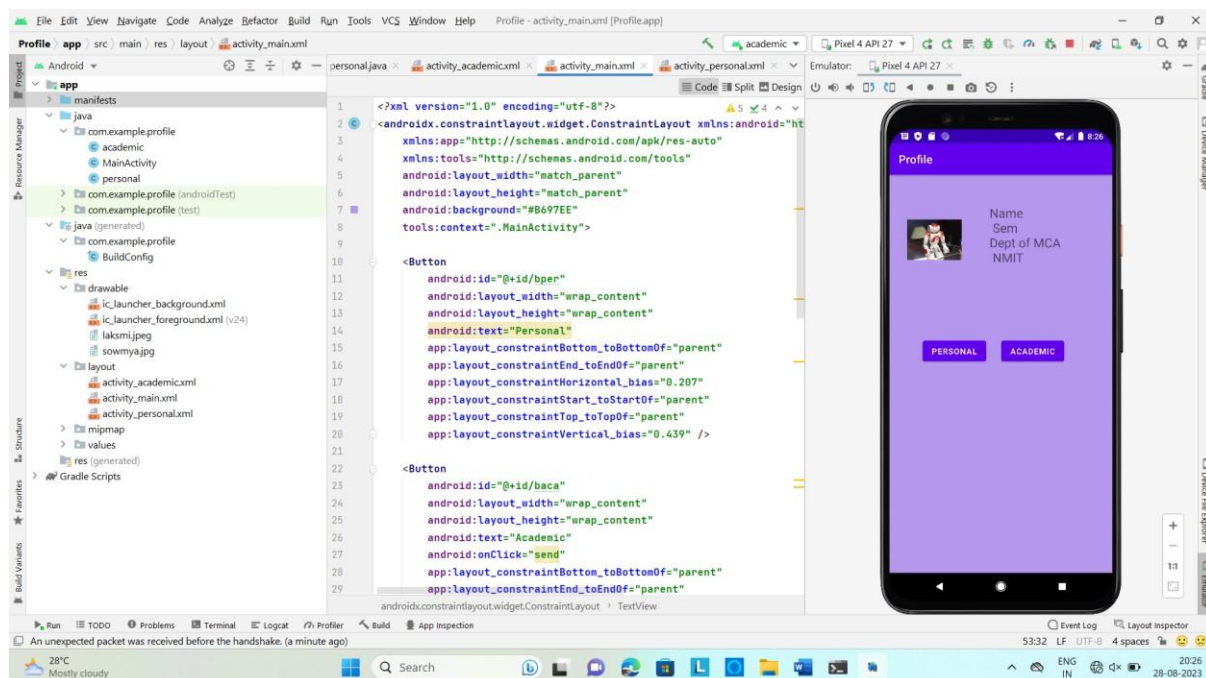 File Edit View Navigate Code Analyze Refactor Build Run Tools VCS Window Help Profile - activity_main.xml [Profile.app]
Profile app src main res layout activity_main.xml academic Pixel 4 API 27
Android personal.java activity_academic.xml activity_main.xml activity_personal.xml Emulator: Pixel 4 API 27
Code Split Design
Project
Resource Manager
Structure
Favorites
Build Variants
app
manifests
java
com.example.profile
academic
MainActivity
personal
com.example.profile (androidTest)
com.example.profile (test)
java (generated)
com.example.profile
BuildConfig
res
drawable
ic_launcher_background.xml
ic_launcher_foreground.xml (v24)
laksmi.jpeg
sowmya.jpg
layout
activity_academic.xml
activity_main.xml
activity_personal.xml
mipmap
values
res (generated)
Gradle Scripts
5 4
1 <?xml version="1.0" encoding="utf-8"?>
2 <androidx.constraintlayout.widget.ConstraintLayout xmlns:android="ht
3 xmlns:app="http://schemas.android.com/apk/res-auto"
4 xmlns:tools="http://schemas.android.com/tools"
5 android:layout_width="match_parent"
6 android:layout_height="match_parent"
7 android:background="#B697EE"
8 tools:context=".MainActivity">
9
10 <Button
11 android:id="@+id/bper"
12 android:layout_width="wrap_content"
13 android:layout_height="wrap_content"
14 android:text="Personal"
15 app:layout_constraintBottom_toBottomOf="parent"
16 app:layout_constraintEnd_toEndOf="parent"
17 app:layout_constraintHorizontal_bias="0.207"
18 app:layout_constraintStart_toStartOf="parent"
19 app:layout_constraintTop_toTopOf="parent"
20 app:layout_constraintVertical_bias="0.439" />
21
22 <Button
23 android:id="@+id/baca"
24 android:layout_width="wrap_content"
25 android:layout_height="wrap_content"
26 android:text="Academic"
27 android:onClick="send"
28 app:layout_constraintBottom_toBottomOf="parent"
29 app:layout_constraintEnd_toEndOf="parent"
androidx.constraintlayout.widget.ConstraintLayout TextView
8:26
Profile
Name
Sem
Dept of MCA
NMIT
PERSONAL ACADEMIC
1:1
Device Manager
Device File Explorer
Emulator
Run TODO Problems Terminal Logcat Profiler Build App Inspection Event Log Layout Inspector
An unexpected packet was received before the handshake. (a minute ago) 53:32 LF UTF-8 4 spaces
28°C
Mostly cloudy
Search
ENG
IN
20:26
28-08-2023